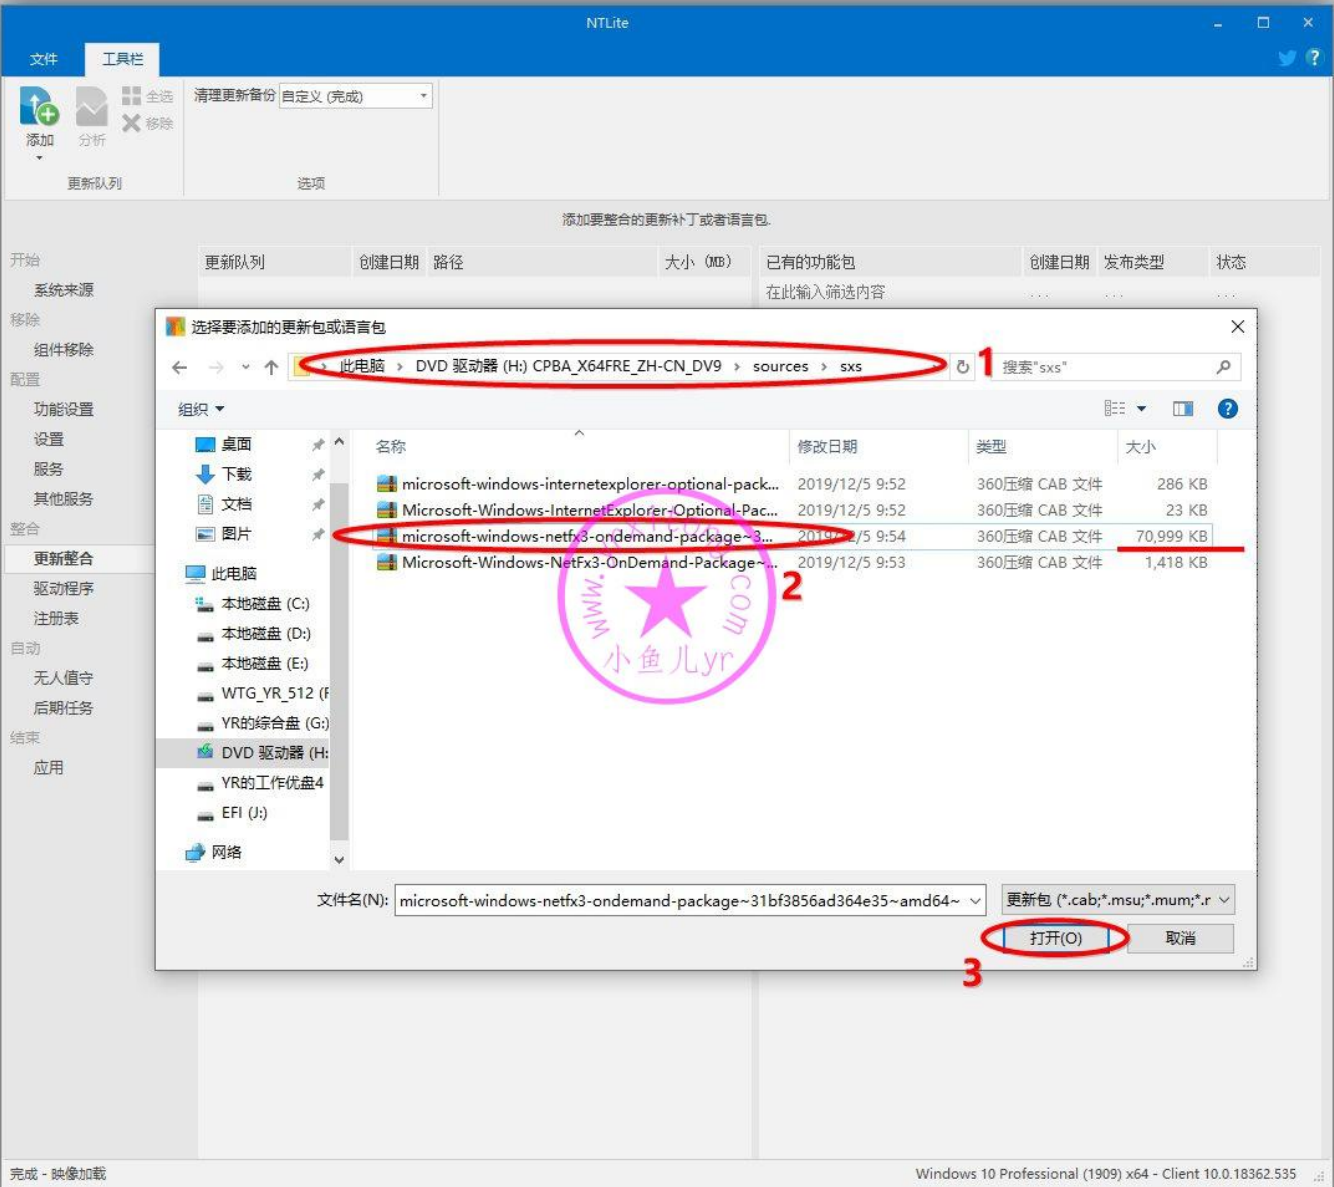 NTLite
文件 工具栏
添加 分析 全选 移除
清理更新备份 自定义 (完成)
更新队列 选项
添加要整合的更新补丁或者语言包.
开始
系统来源
移除
组件移除
配置
功能设置
设置
服务
其他服务
整合
更新整合
驱动程序
注册表
自动
无人值守
后期任务
结束
应用
更新队列 创建日期 路径 大小 (MB) 已有的功能包 创建日期 发布类型 状态
在此输入筛选内容 ... ... ...
选择要添加的更新包或语言包
此电脑 › DVD 驱动器 (H:) CPBA_X64FRE_ZH-CN_DV9 › sources › sxs
1
搜索"sxs"
组织
桌面
下载
文档
图片
此电脑
本地磁盘 (C:)
本地磁盘 (D:)
本地磁盘 (E:)
WTG_YR_512 (F
YR的综合盘 (G:)
DVD 驱动器 (H:
YR的工作优盘4
EFI (J:)
网络
名称 修改日期 类型 大小
microsoft-windows-internetexplorer-optional-pack... 2019/12/5 9:52 360压缩 CAB 文件 286 KB
Microsoft-Windows-InternetExplorer-Optional-Pac... 2019/12/5 9:52 360压缩 CAB 文件 23 KB
microsoft-windows-netfx3-ondemand-package~3... 2019/12/5 9:54 360压缩 CAB 文件 70,999 KB
Microsoft-Windows-NetFx3-OnDemand-Package~... 2019/12/5 9:53 360压缩 CAB 文件 1,418 KB
2
小鱼儿yr
文件名(N): microsoft-windows-netfx3-ondemand-package~31bf3856ad364e35~amd64~ 更新包 (*.cab;*.msu;*.mum;*.r
打开(O) 取消
3
完成 - 映像加载
Windows 10 Professional (1909) x64 - Client 10.0.18362.535